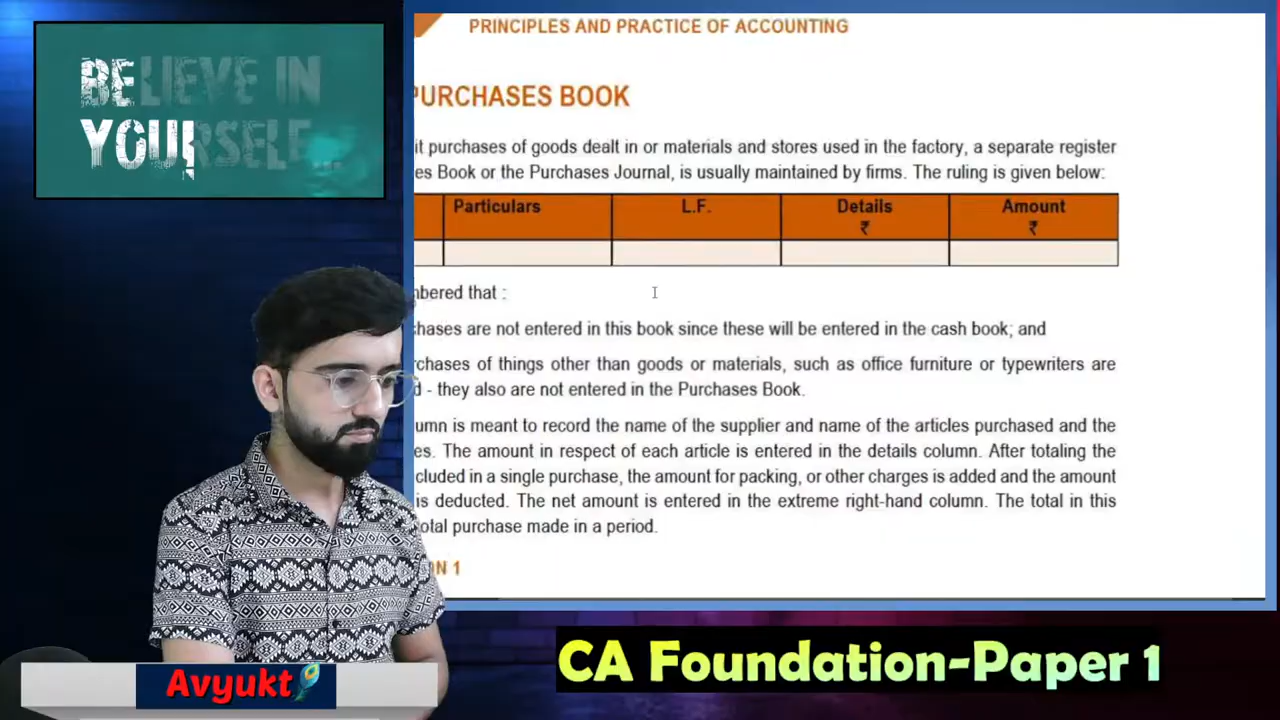 BELIEVE IN
YOURSELF...
PRINCIPLES AND PRACTICE OF ACCOUNTING
PURCHASES BOOK
it purchases of goods dealt in or materials and stores used in the factory, a separate register
es Book or the Purchases Journal, is usually maintained by firms. The ruling is given below:
Particulars L.F. Details Amount
₹ ₹
nbered that :
chases are not entered in this book since these will be entered in the cash book; and
rchases of things other than goods or materials, such as office furniture or typewriters are
d - they also are not entered in the Purchases Book.
umn is meant to record the name of the supplier and name of the articles purchased and the
es. The amount in respect of each article is entered in the details column. After totaling the
cluded in a single purchase, the amount for packing, or other charges is added and the amount
is deducted. The net amount is entered in the extreme right-hand column. The total in this
total purchase made in a period.
ON 1
Avyukt
CA Foundation-Paper 1